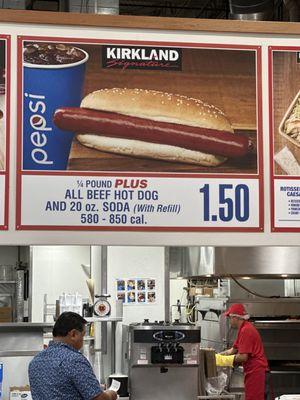 KIRKLAND
Signature
pepsi
¼ POUND PLUS
ALL BEEF HOT DOG
AND 20 oz. SODA (With Refill)
580 - 850 cal.
1.50
ROTISSER